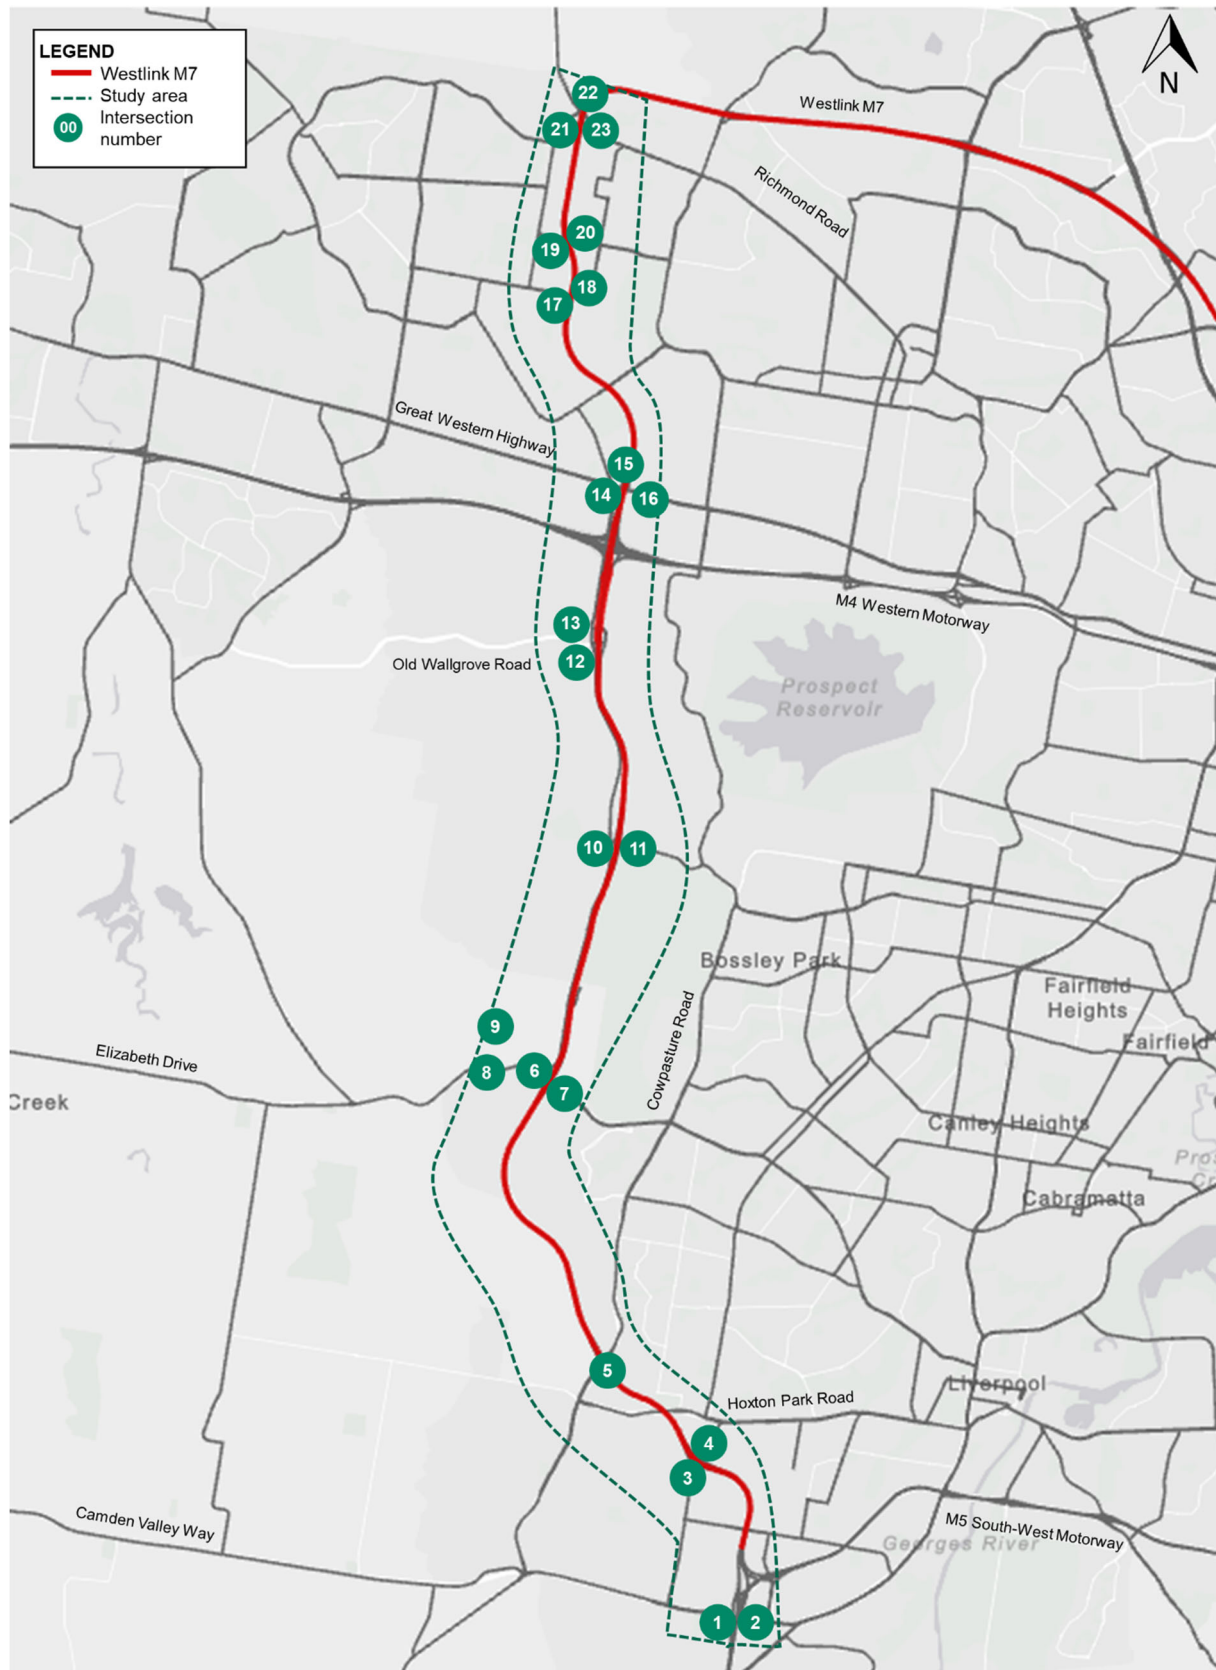 LEGEND
Westlink M7
Study area
00
Intersection
number
N
22
Westlink M7
21
23
Richmond Road
20
19
18
17
Great Western Highway
15
14
16
M4 Western Motorway
13
12
Old Wallgrove Road
Prospect
Reservoir
10
11
Bossley Park
Fairfield
Heights
Fairfield
Cowpasture Road
9
Elizabeth Drive
8
6
7
Creek
Canley Heights
Cabramatta
5
Liverpool
Hoxton Park Road
4
3
Camden Valley Way
M5 South-West Motorway
Georges River
1
2